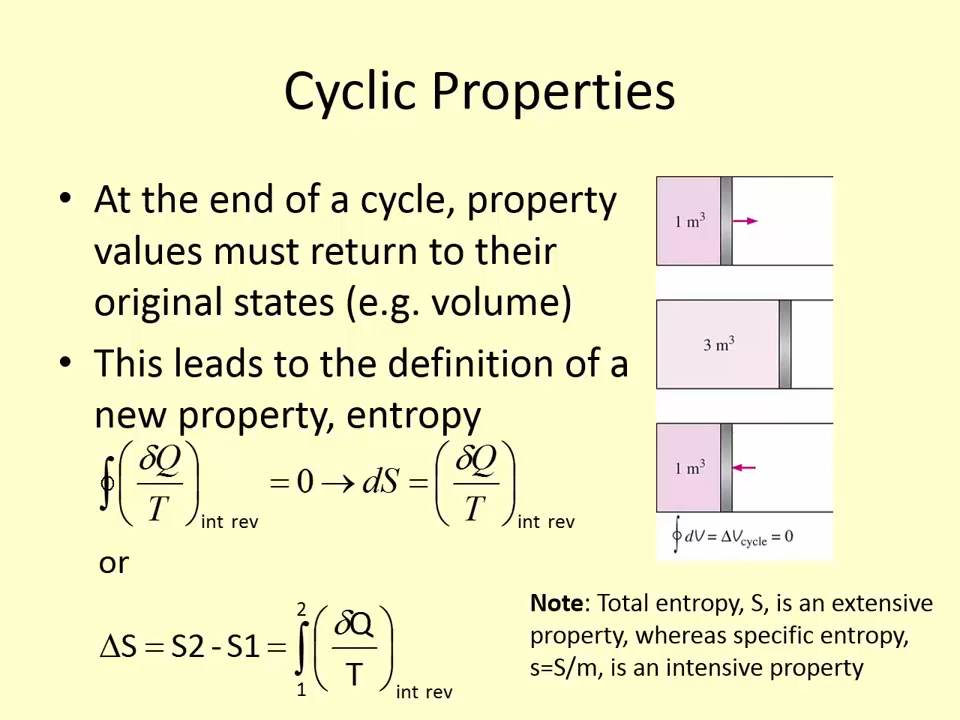 Cyclic Properties
• At the end of a cycle, property
values must return to their
original states (e.g. volume)
• This leads to the definition of a
new property, entropy
∮(δQ/T)int rev = 0 → dS = (δQ/T)int rev
or
ΔS = S2 - S1 = ∫₁²(δQ/T)int rev
1 m³
3 m³
1 m³
∮ dV = ΔVcycle = 0
Note: Total entropy, S, is an extensive
property, whereas specific entropy,
s=S/m, is an intensive property